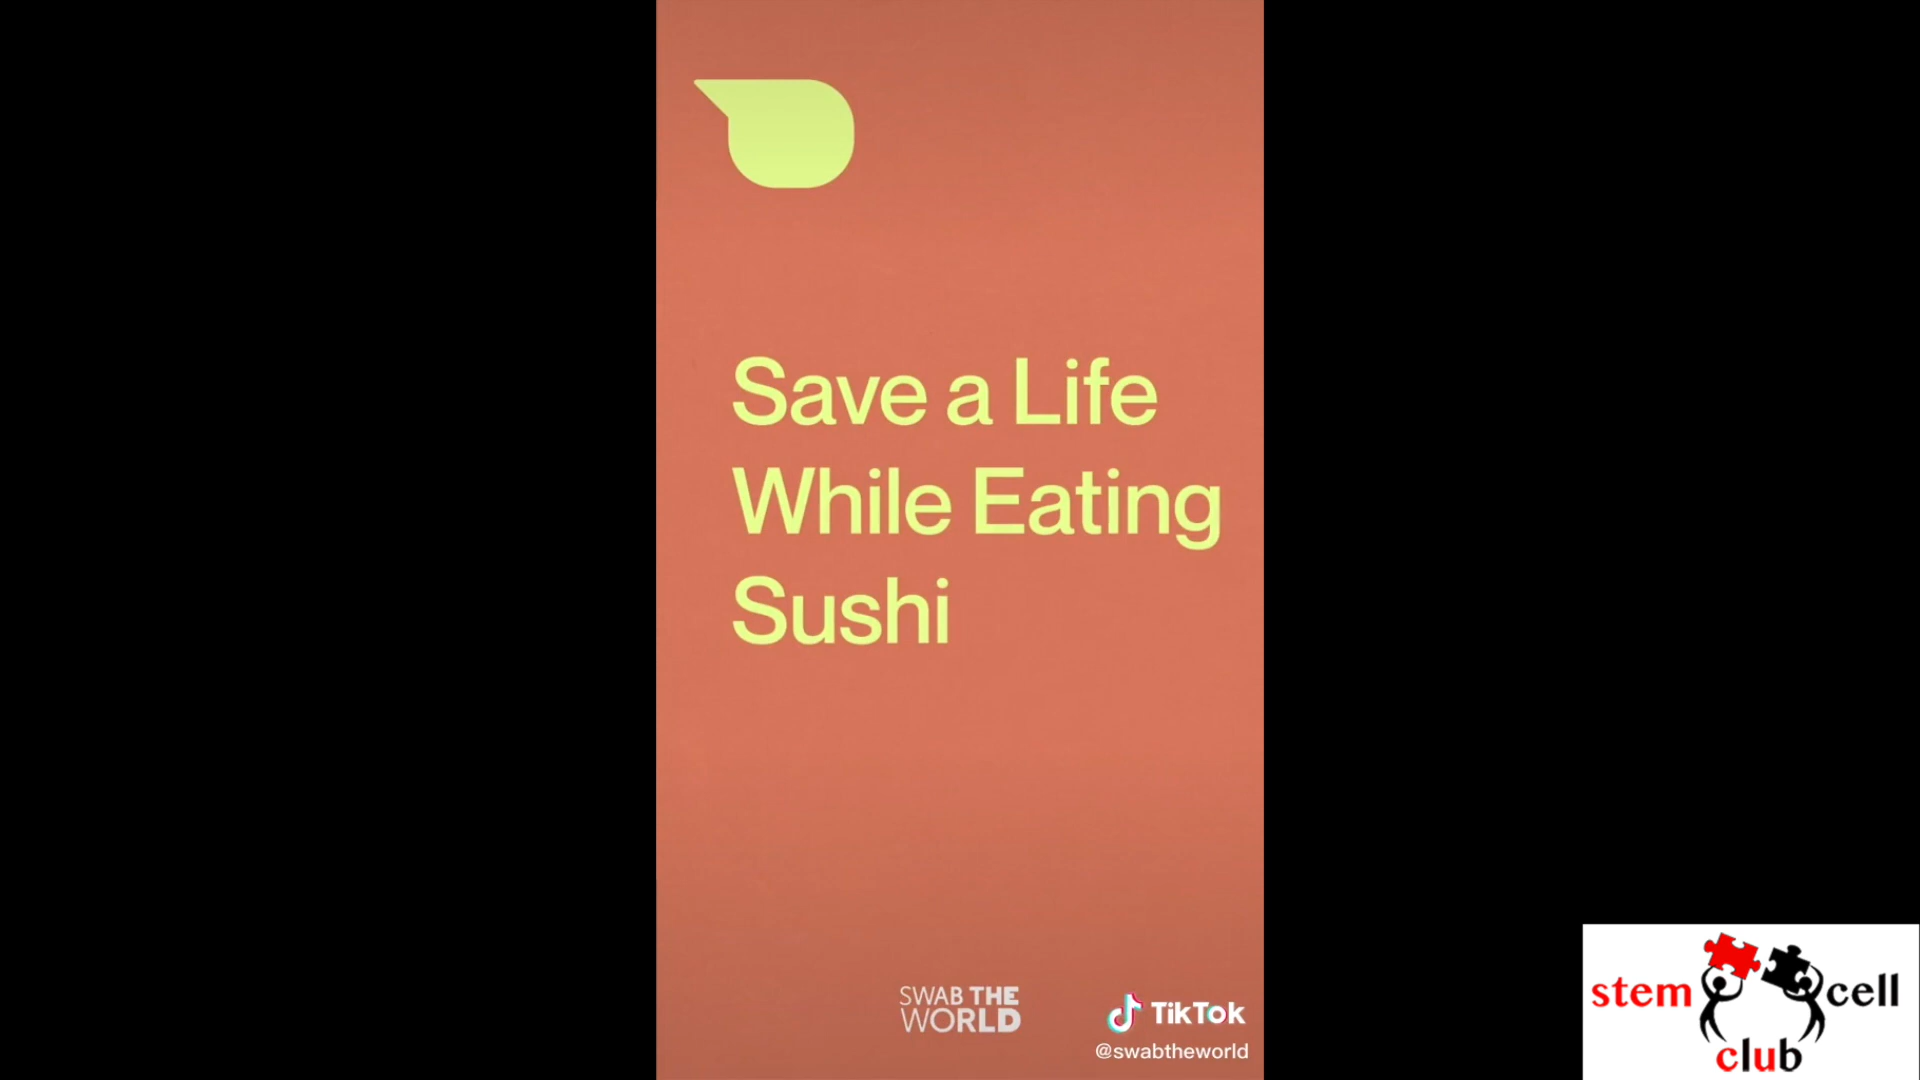 Save a Life
While Eating
Sushi
SWAB THE
WORLD
TikTok
@swabtheworld
stem cell
club